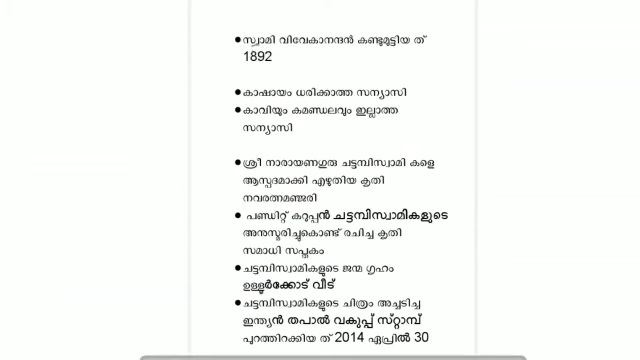 ●സ്വാമി വിവേകാനന്ദൻ കണ്ടുമുട്ടിയ ത്
1892
●കാഷായം ധരിക്കാത്ത സന്യാസി
●കാവിയും കമണ്ഡലവും ഇല്ലാത്ത
സന്യാസി
●ശ്രീ നാരായണഗുരു ചട്ടമ്പിസ്വാമി കളെ
ആസ്പദമാക്കി എഴുതിയ കൃതി
നവരത്നമഞ്ജരി
● പണ്ഡിറ്റ് കറുപ്പൻ ചട്ടമ്പിസ്വാമികളുടെ
അനുസ്മരിച്ചുകൊണ്ട് രചിച്ച കൃതി
സമാധി സപ്തകം
●ചട്ടമ്പിസ്വാമികളുടെ ജന്മ ഗൃഹം
ഉള്ളൂർക്കോട് വീട്
●ചട്ടമ്പിസ്വാമികളുടെ ചിത്രം അച്ചടിച്ച
ഇന്ത്യൻ തപാൽ വകുപ്പ് സ്റ്റാമ്പ്
പുറത്തിറക്കിയ ത് 2014 ഏപ്രിൽ 30